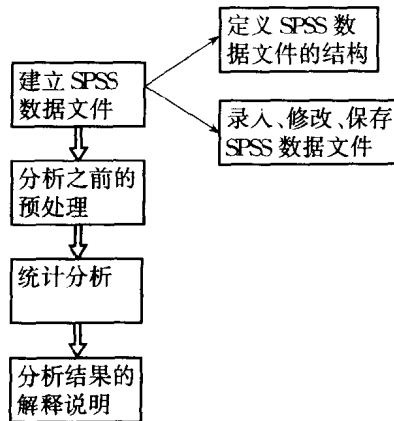 定义 SPSS 数
据文件的结构
建立 SPSS
数据文件
录入、修改、保存
SPSS 数据文件
分析之前的
预处理
统计分析
分析结果的
解释说明